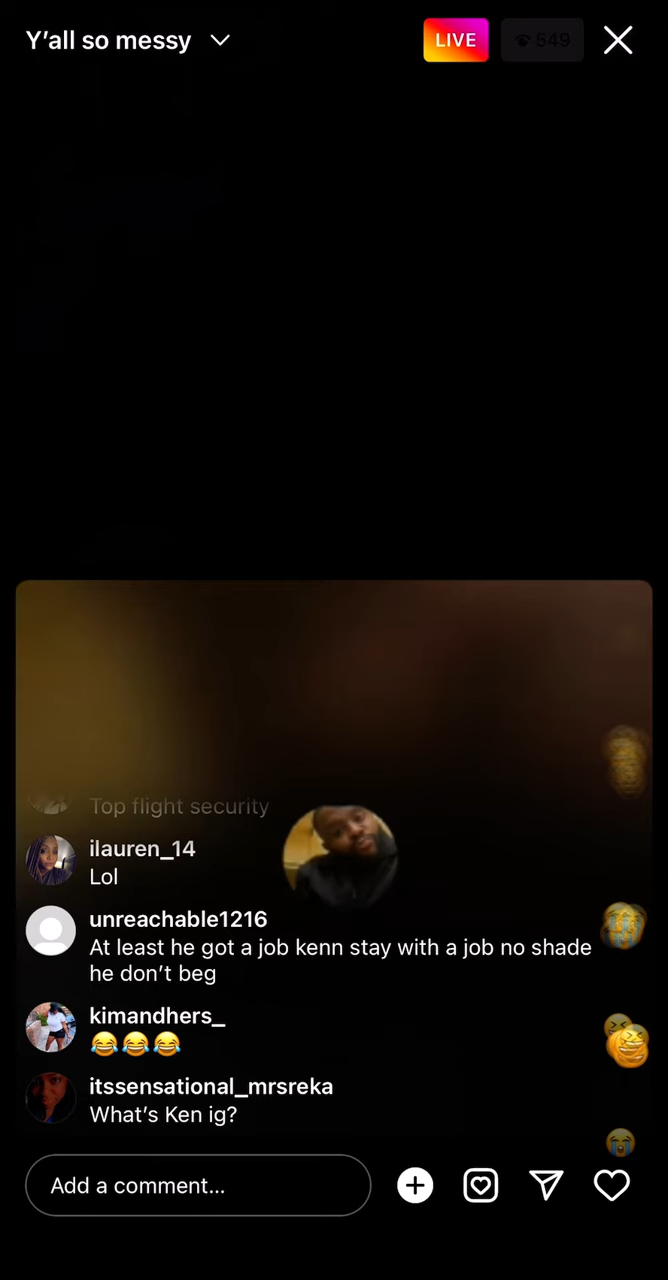 Y'all so messy
LIVE
549
Top flight security
ilauren_14
Lol
unreachable1216
At least he got a job kenn stay with a job no shade
he don't beg
kimandhers_
😂😂😂
itssensational_mrsreka
What's Ken ig?
Add a comment...